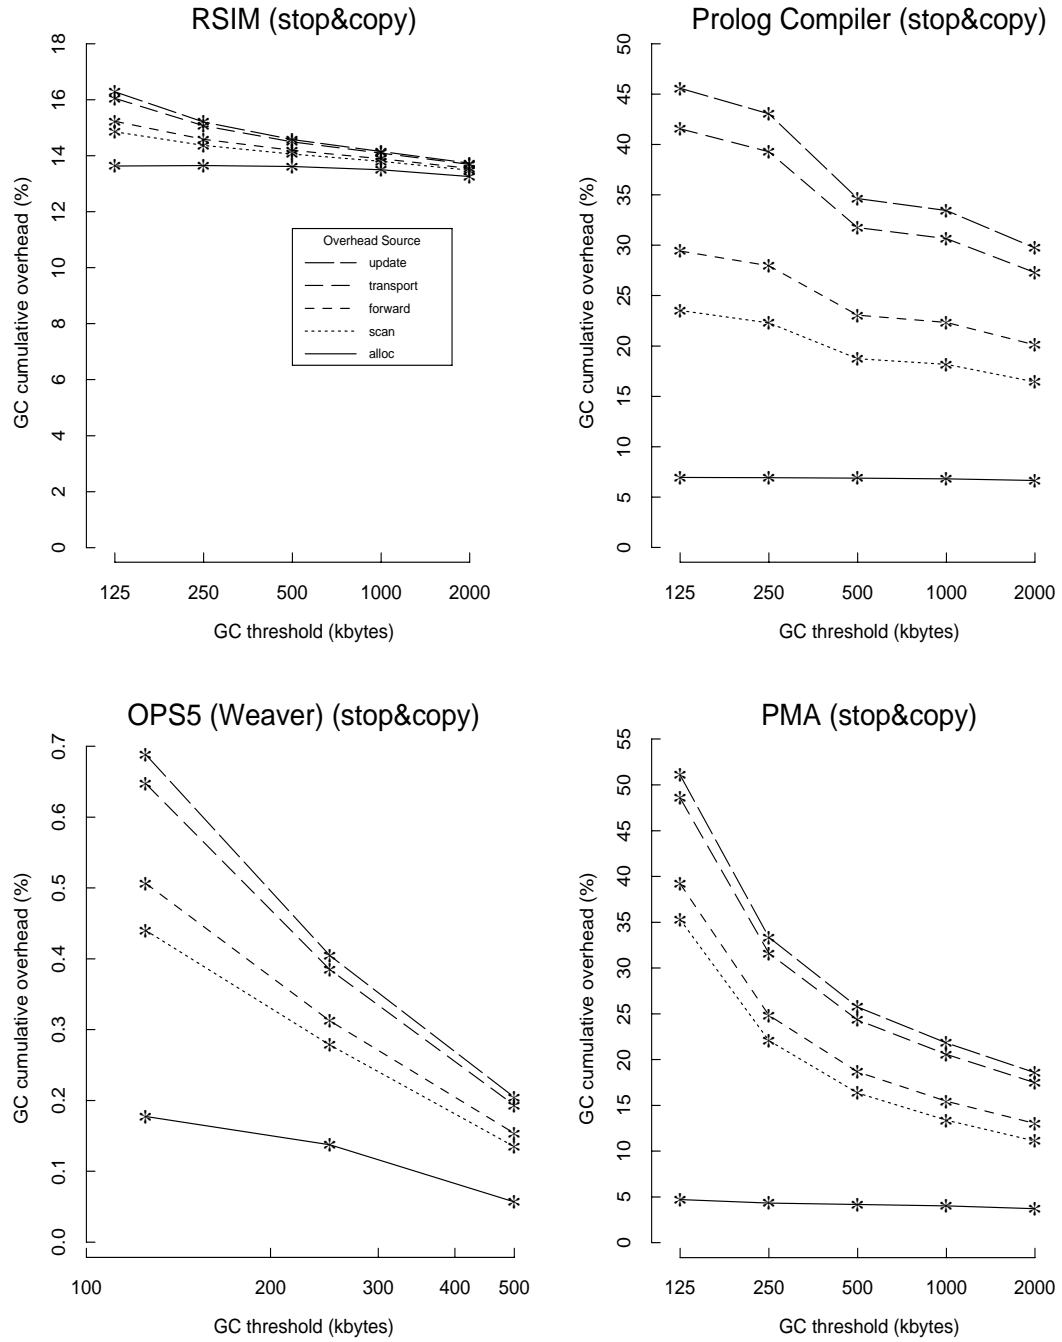 RSIM (stop&copy)
GC cumulative overhead (%)
18
16
14
12
10
8
6
4
2
0
Overhead Source
update
transport
forward
scan
alloc
125 250 500 1000 2000
GC threshold (kbytes)
Prolog Compiler (stop&copy)
GC cumulative overhead (%)
50
45
40
35
30
25
20
15
10
5
0
125 250 500 1000 2000
GC threshold (kbytes)
OPS5 (Weaver) (stop&copy)
GC cumulative overhead (%)
0.7
0.6
0.5
0.4
0.3
0.2
0.1
0.0
100 200 300 400 500
GC threshold (kbytes)
PMA (stop&copy)
GC cumulative overhead (%)
55
50
45
40
35
30
25
20
15
10
5
0
125 250 500 1000 2000
GC threshold (kbytes)